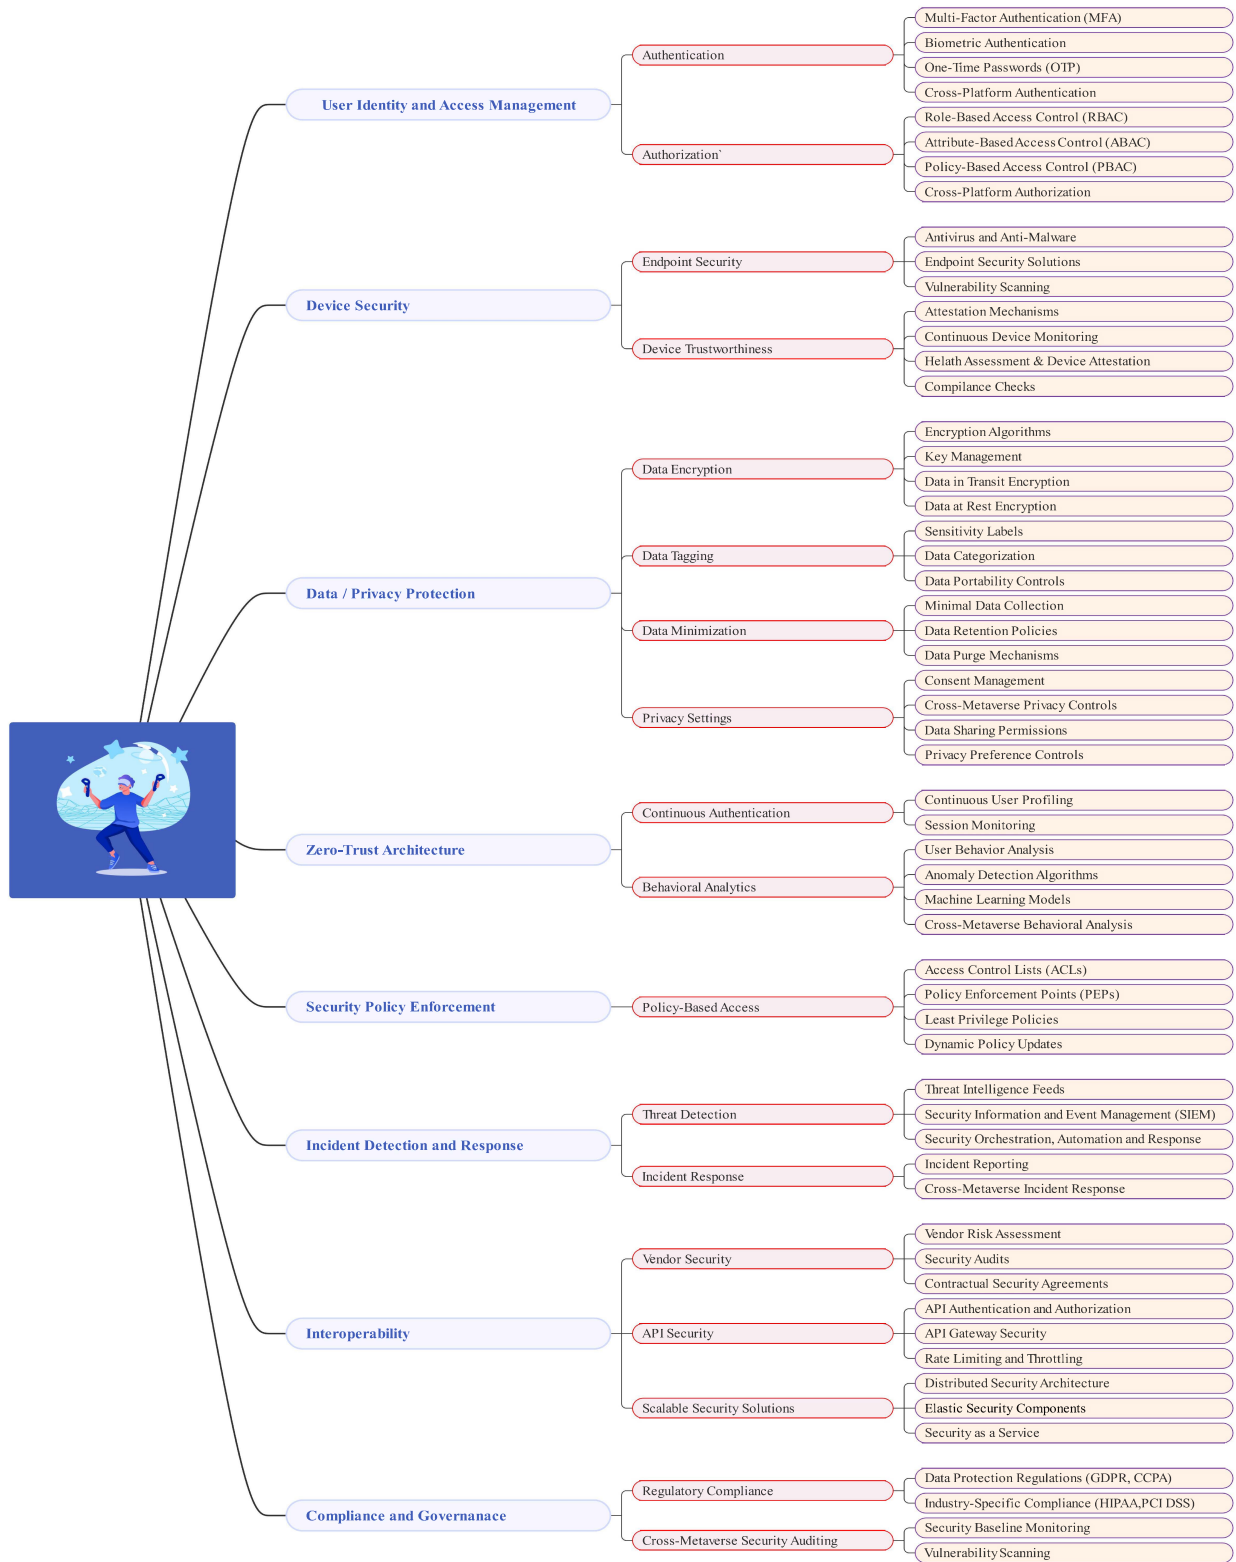 User Identity and Access Management
Authentication
Multi-Factor Authentication (MFA)
Biometric Authentication
One-Time Passwords (OTP)
Cross-Platform Authentication
Authorization`
Role-Based Access Control (RBAC)
Attribute-Based Access Control (ABAC)
Policy-Based Access Control (PBAC)
Cross-Platform Authorization
Device Security
Endpoint Security
Antivirus and Anti-Malware
Endpoint Security Solutions
Vulnerability Scanning
Device Trustworthiness
Attestation Mechanisms
Continuous Device Monitoring
Helath Assessment & Device Attestation
Compilance Checks
Data / Privacy Protection
Data Encryption
Encryption Algorithms
Key Management
Data in Transit Encryption
Data at Rest Encryption
Data Tagging
Sensitivity Labels
Data Categorization
Data Portability Controls
Data Minimization
Minimal Data Collection
Data Retention Policies
Data Purge Mechanisms
Privacy Settings
Consent Management
Cross-Metaverse Privacy Controls
Data Sharing Permissions
Privacy Preference Controls
Zero-Trust Architecture
Continuous Authentication
Continuous User Profiling
Session Monitoring
Behavioral Analytics
User Behavior Analysis
Anomaly Detection Algorithms
Machine Learning Models
Cross-Metaverse Behavioral Analysis
Security Policy Enforcement
Policy-Based Access
Access Control Lists (ACLs)
Policy Enforcement Points (PEPs)
Least Privilege Policies
Dynamic Policy Updates
Incident Detection and Response
Threat Detection
Threat Intelligence Feeds
Security Information and Event Management (SIEM)
Security Orchestration, Automation and Response
Incident Response
Incident Reporting
Cross-Metaverse Incident Response
Interoperability
Vendor Security
Vendor Risk Assessment
Security Audits
Contractual Security Agreements
API Security
API Authentication and Authorization
API Gateway Security
Rate Limiting and Throttling
Scalable Security Solutions
Distributed Security Architecture
Elastic Security Components
Security as a Service
Compliance and Governanace
Regulatory Compliance
Data Protection Regulations (GDPR, CCPA)
Industry-Specific Compliance (HIPAA,PCI DSS)
Cross-Metaverse Security Auditing
Security Baseline Monitoring
Vulnerability Scanning